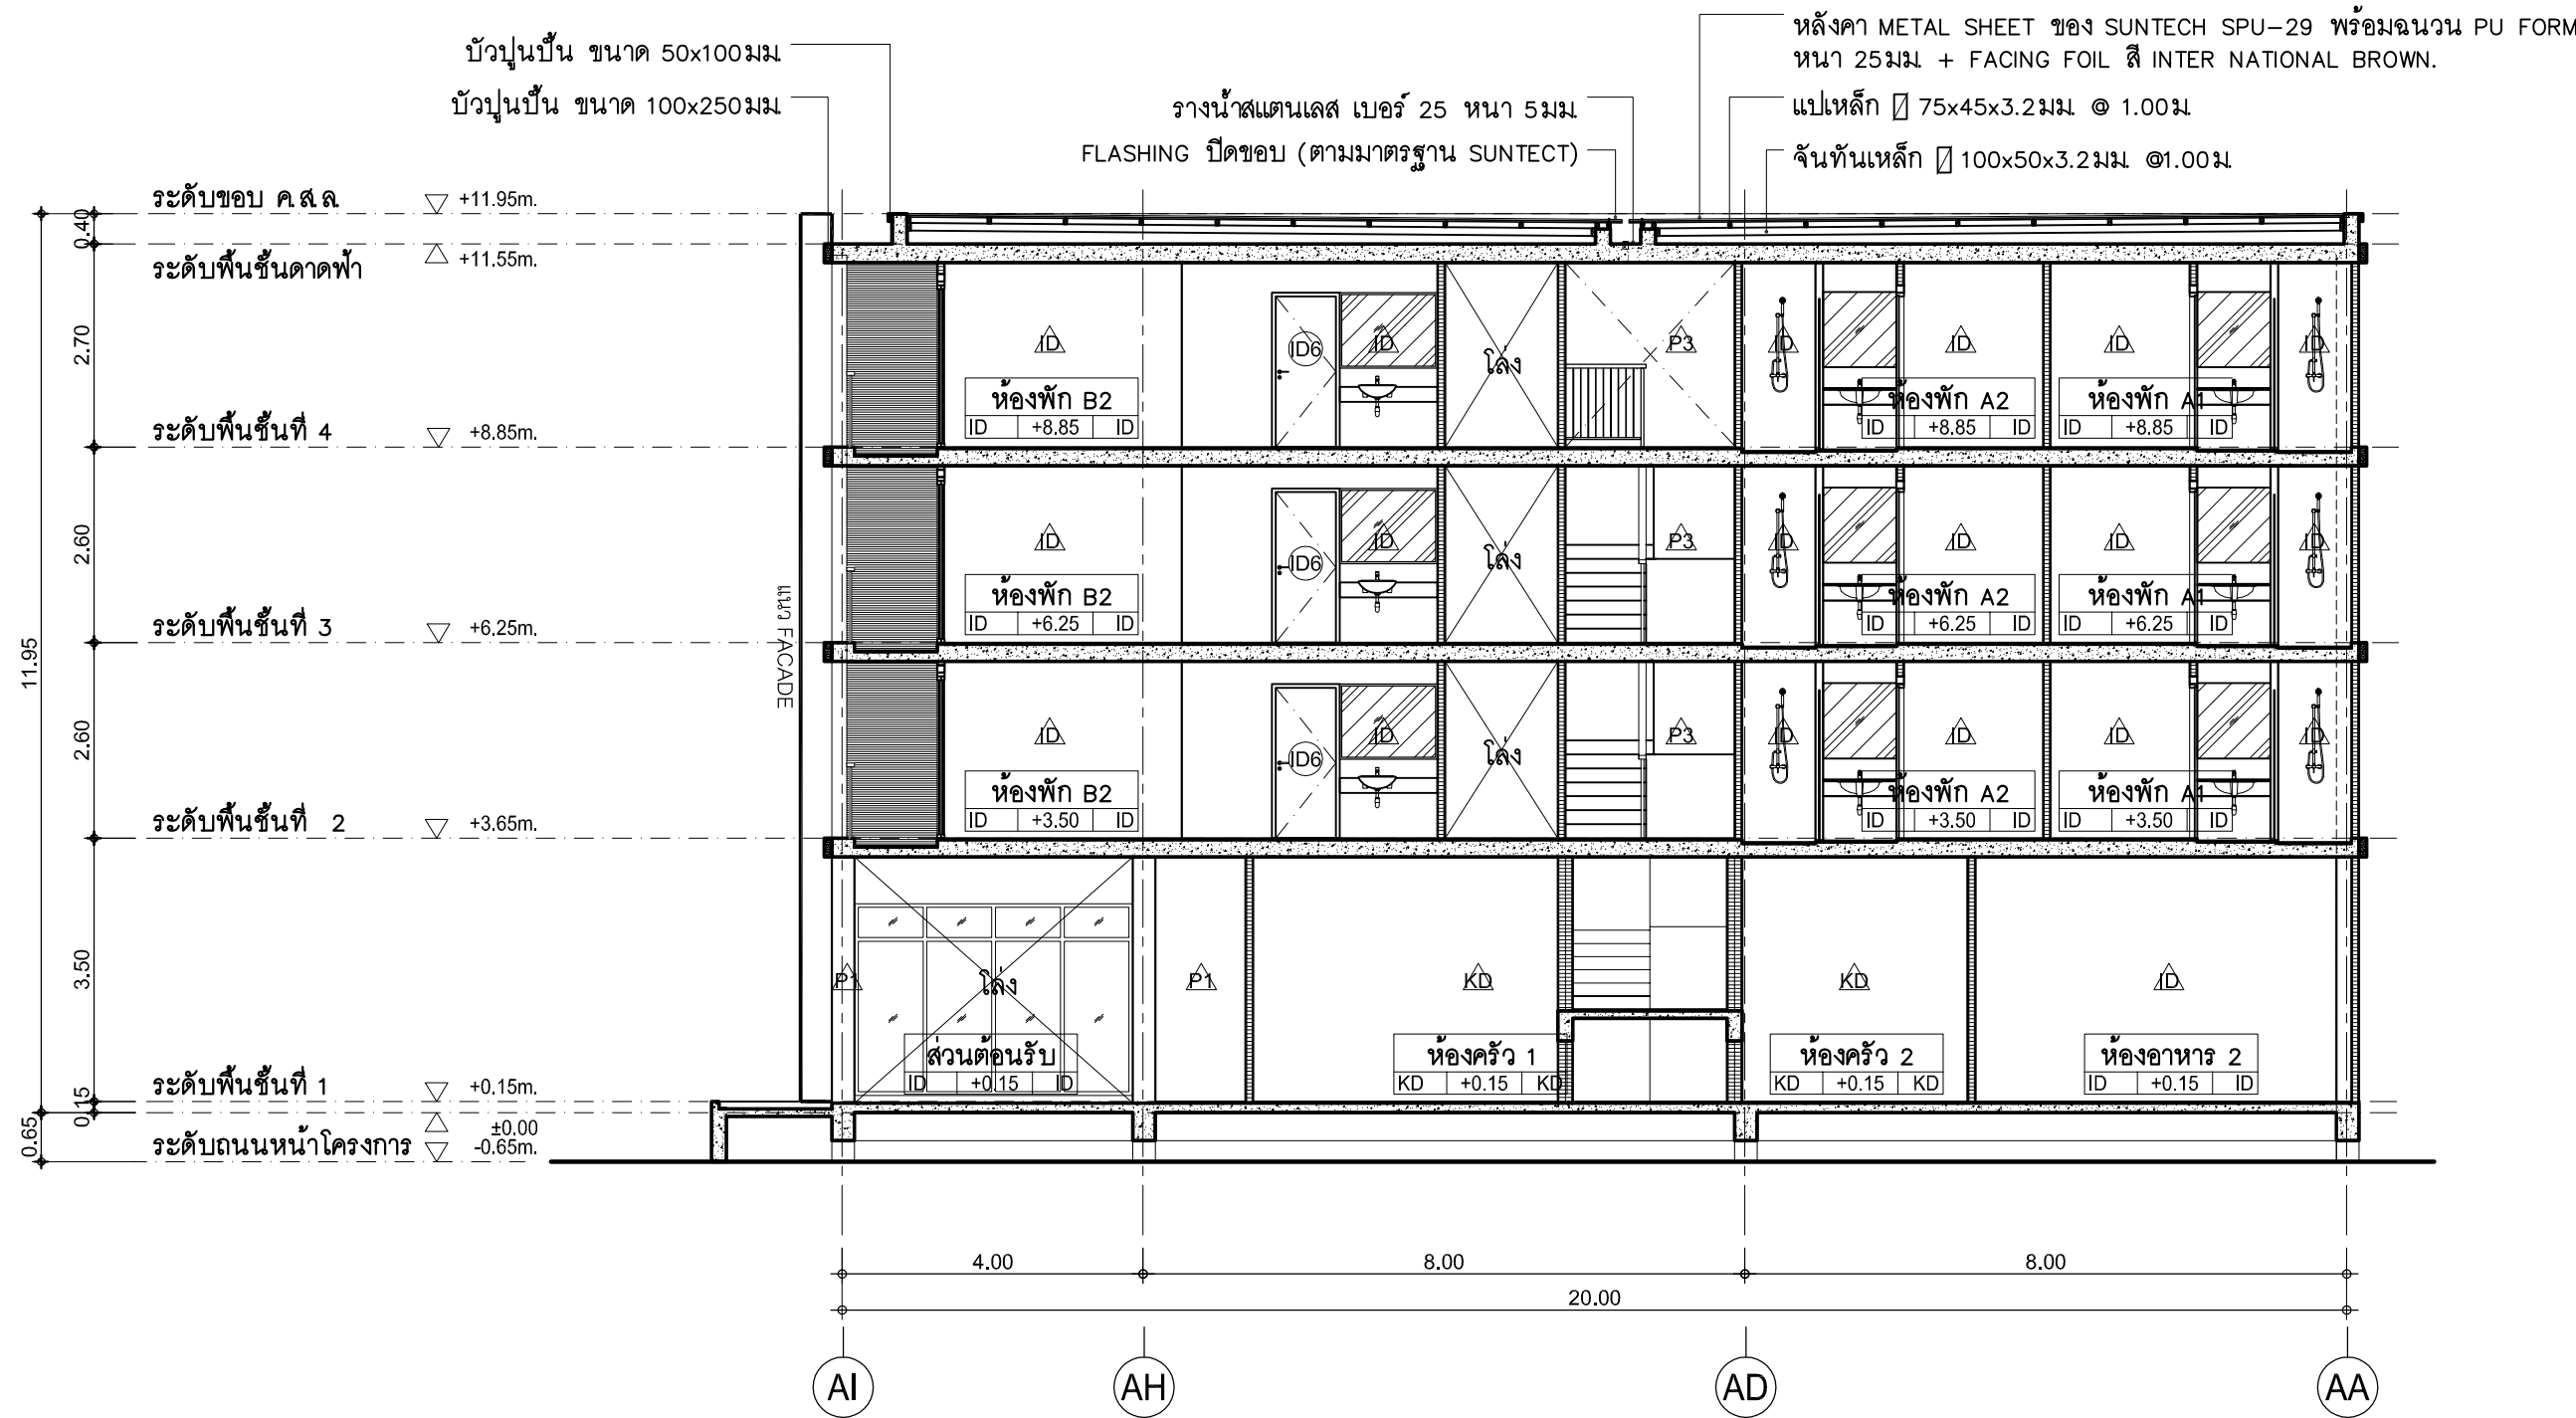 หลังคา METAL SHEET ของ SUNTECH SPU-29 พร้อมฉนวน PU FORM
หนา 25มม. + FACING FOIL สี INTER NATIONAL BROWN.
บัวปูนปั้น ขนาด 50x100มม.
บัวปูนปั้น ขนาด 100x250มม.
รางน้ำสแตนเลส เบอร์ 25 หนา 5มม.
แปเหล็ก 75x45x3.2มม. @ 1.00ม.
FLASHING ปิดขอบ (ตามมาตรฐาน SUNTECT)
จันทันเหล็ก 100x50x3.2มม. @1.00ม.
ระดับขอบ ค.ส.ล. +11.95m.
0.40
ระดับพื้นชั้นดาดฟ้า +11.55m.
2.70
ID ID6 ID โล่ง P3 ID ID ID ID
ห้องพัก B2 ห้องพัก A2 ห้องพัก A1
ID +8.85 ID ID +8.85 ID ID +8.85 ID
ระดับพื้นชั้นที่ 4 +8.85m.
2.60
ID ID6 ID โล่ง P3 ID ID ID ID
ห้องพัก B2 ห้องพัก A2 ห้องพัก A1
ID +6.25 ID ID +6.25 ID ID +6.25 ID
ระดับพื้นชั้นที่ 3 +6.25m.
แนว FACADE
11.95
2.60
ID ID6 ID โล่ง P3 ID ID ID ID
ห้องพัก B2 ห้องพัก A2 ห้องพัก A1
ID +3.50 ID ID +3.50 ID ID +3.50 ID
ระดับพื้นชั้นที่ 2 +3.65m.
3.50
P1 โล่ง P1 KD KD ID
ส่วนต้อนรับ ห้องครัว 1 ห้องครัว 2 ห้องอาหาร 2
ID +0.15 ID KD +0.15 KD KD +0.15 KD ID +0.15 ID
ระดับพื้นชั้นที่ 1 +0.15m.
0.15
±0.00
0.65
ระดับถนนหน้าโครงการ -0.65m.
4.00 8.00 8.00
20.00
AI AH AD AA